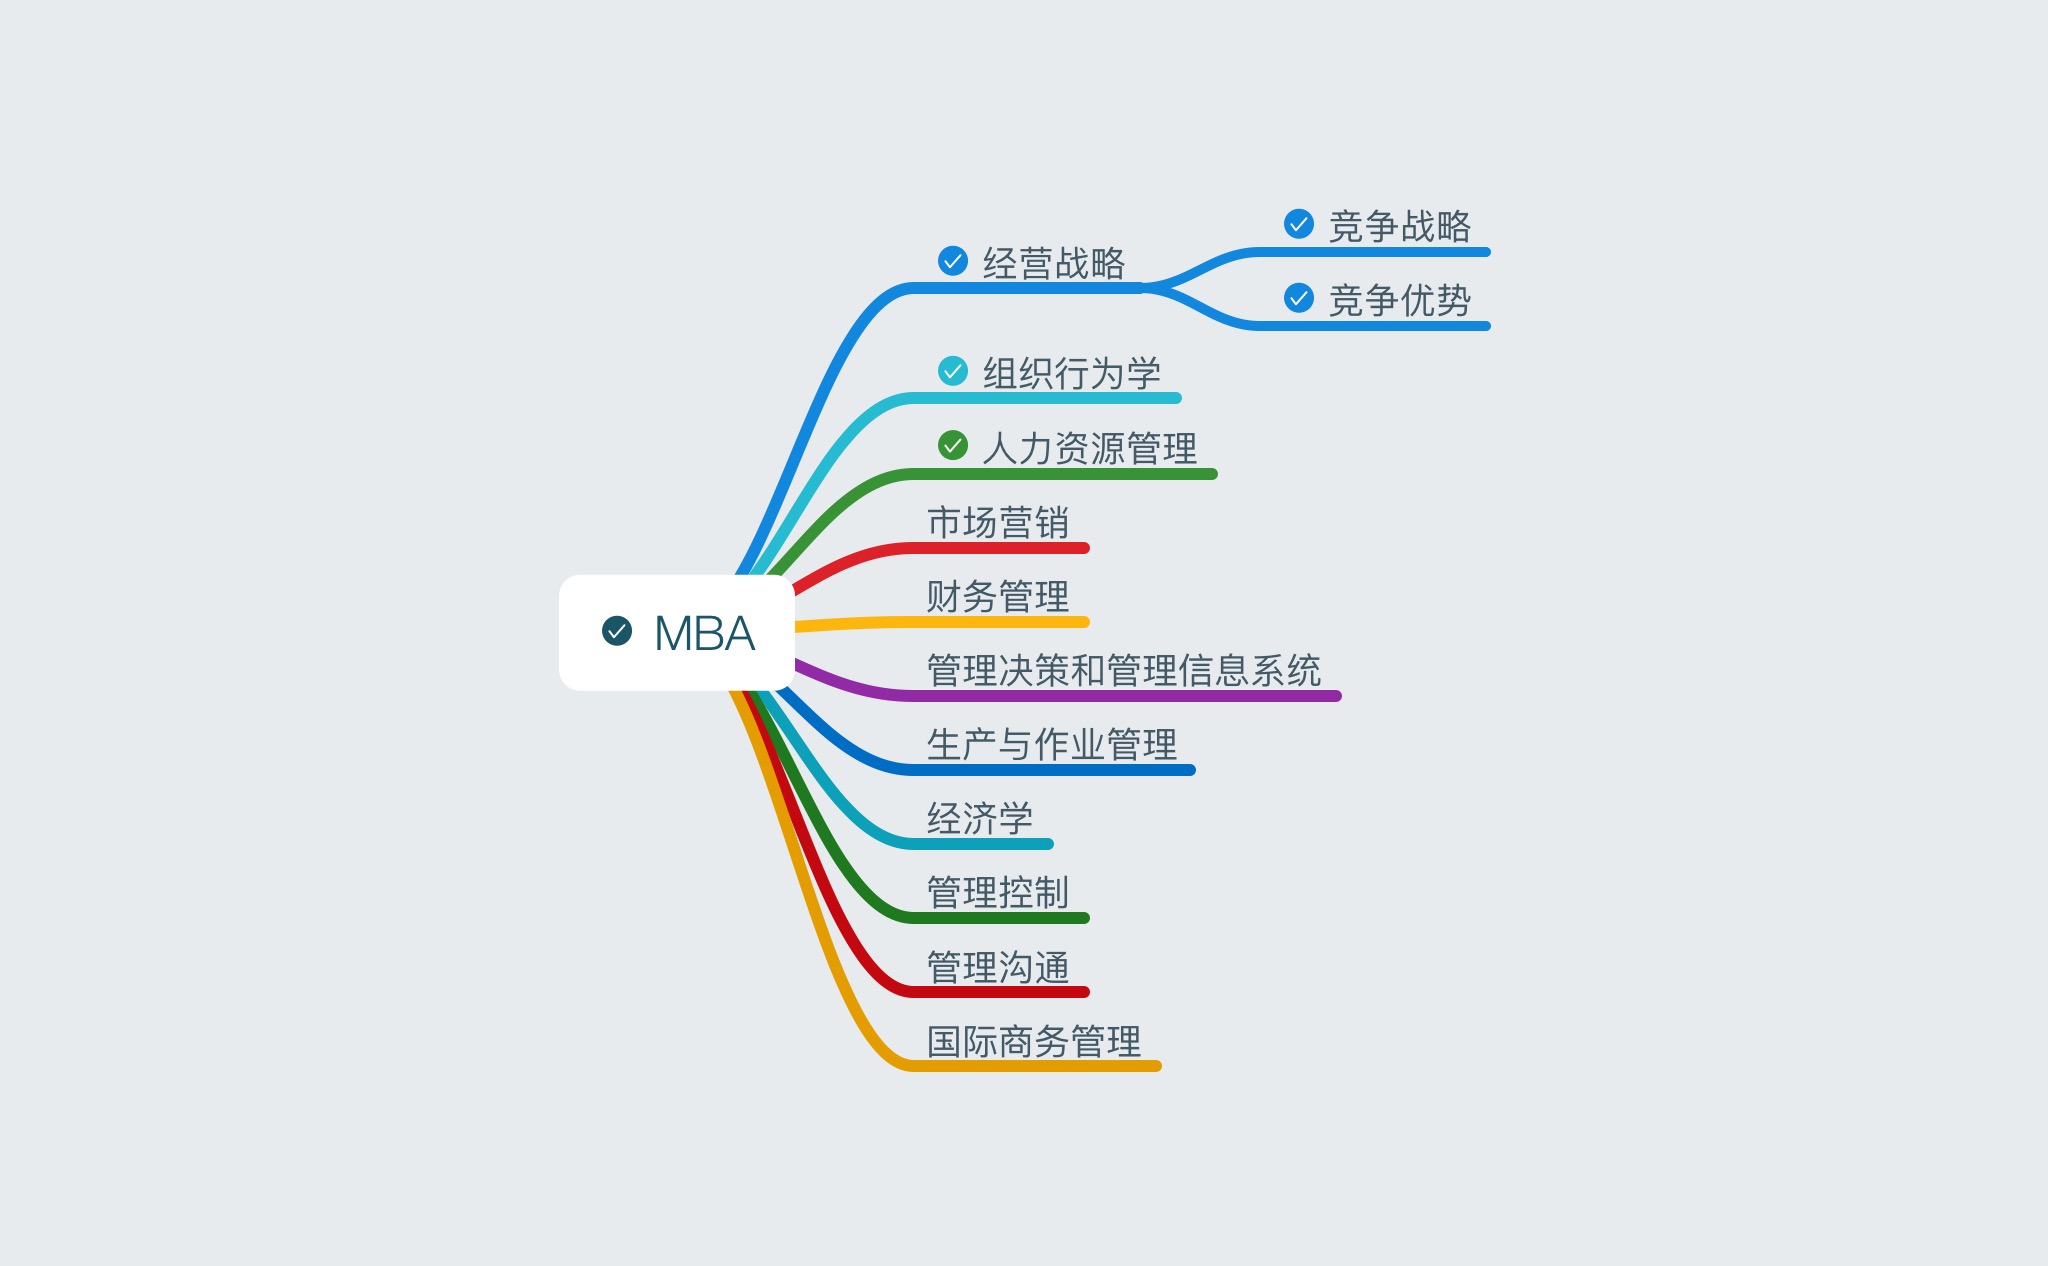 MBA
经营战略
竞争战略
竞争优势
组织行为学
人力资源管理
市场营销
财务管理
管理决策和管理信息系统
生产与作业管理
经济学
管理控制
管理沟通
国际商务管理